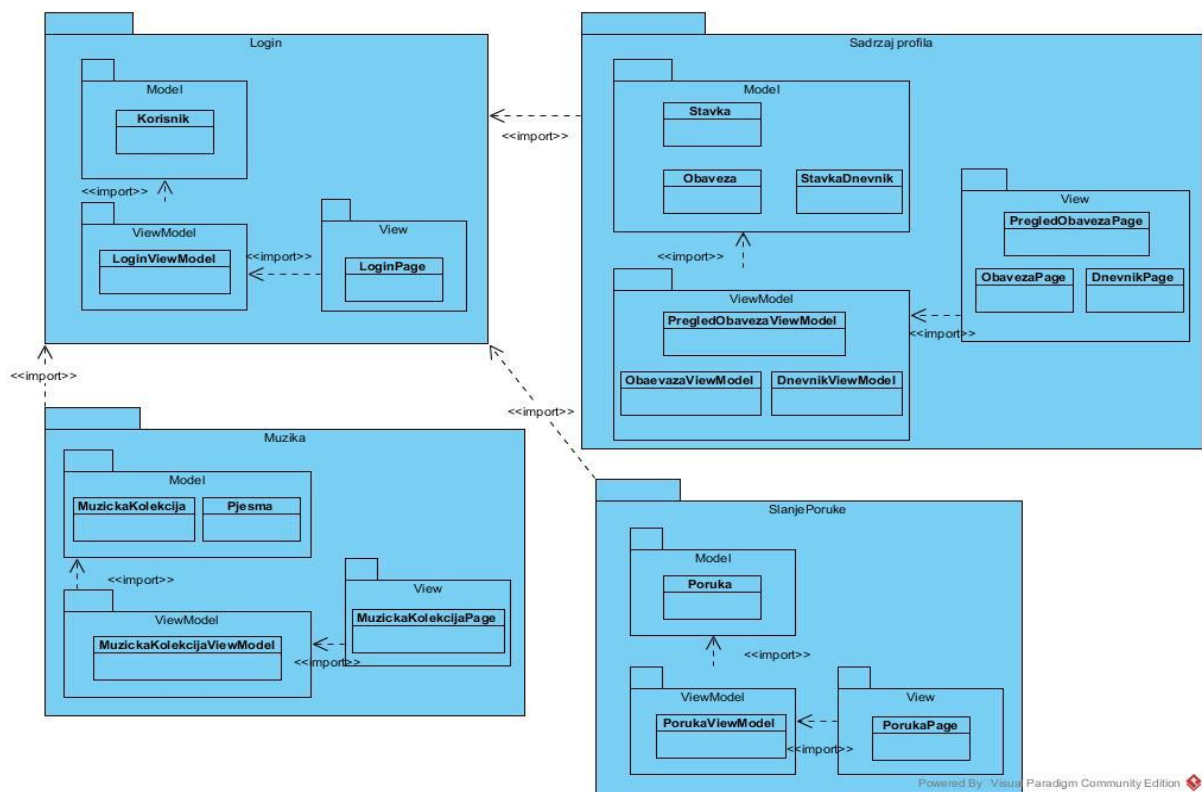 Login
Model
Korisnik
<<import>>
ViewModel
LoginViewModel
<<import>>
View
LoginPage
<<import>>
Sadrzaj profila
Model
Stavka
Obaveza
StavkaDnevnik
<<import>>
ViewModel
PregledObavezaViewModel
ObaevazaViewModel
DnevnikViewModel
<<import>>
View
PregledObavezaPage
ObavezaPage
DnevnikPage
<<import>>
<<import>>
Muzika
Model
MuzickaKolekcija
Pjesma
<<import>>
ViewModel
MuzickaKolekcijaViewModel
<<import>>
View
MuzickaKolekcijaPage
SlanjePoruke
Model
Poruka
<<import>>
ViewModel
PorukaViewModel
<<import>>
View
PorukaPage
Powered By Visual Paradigm Community Edition